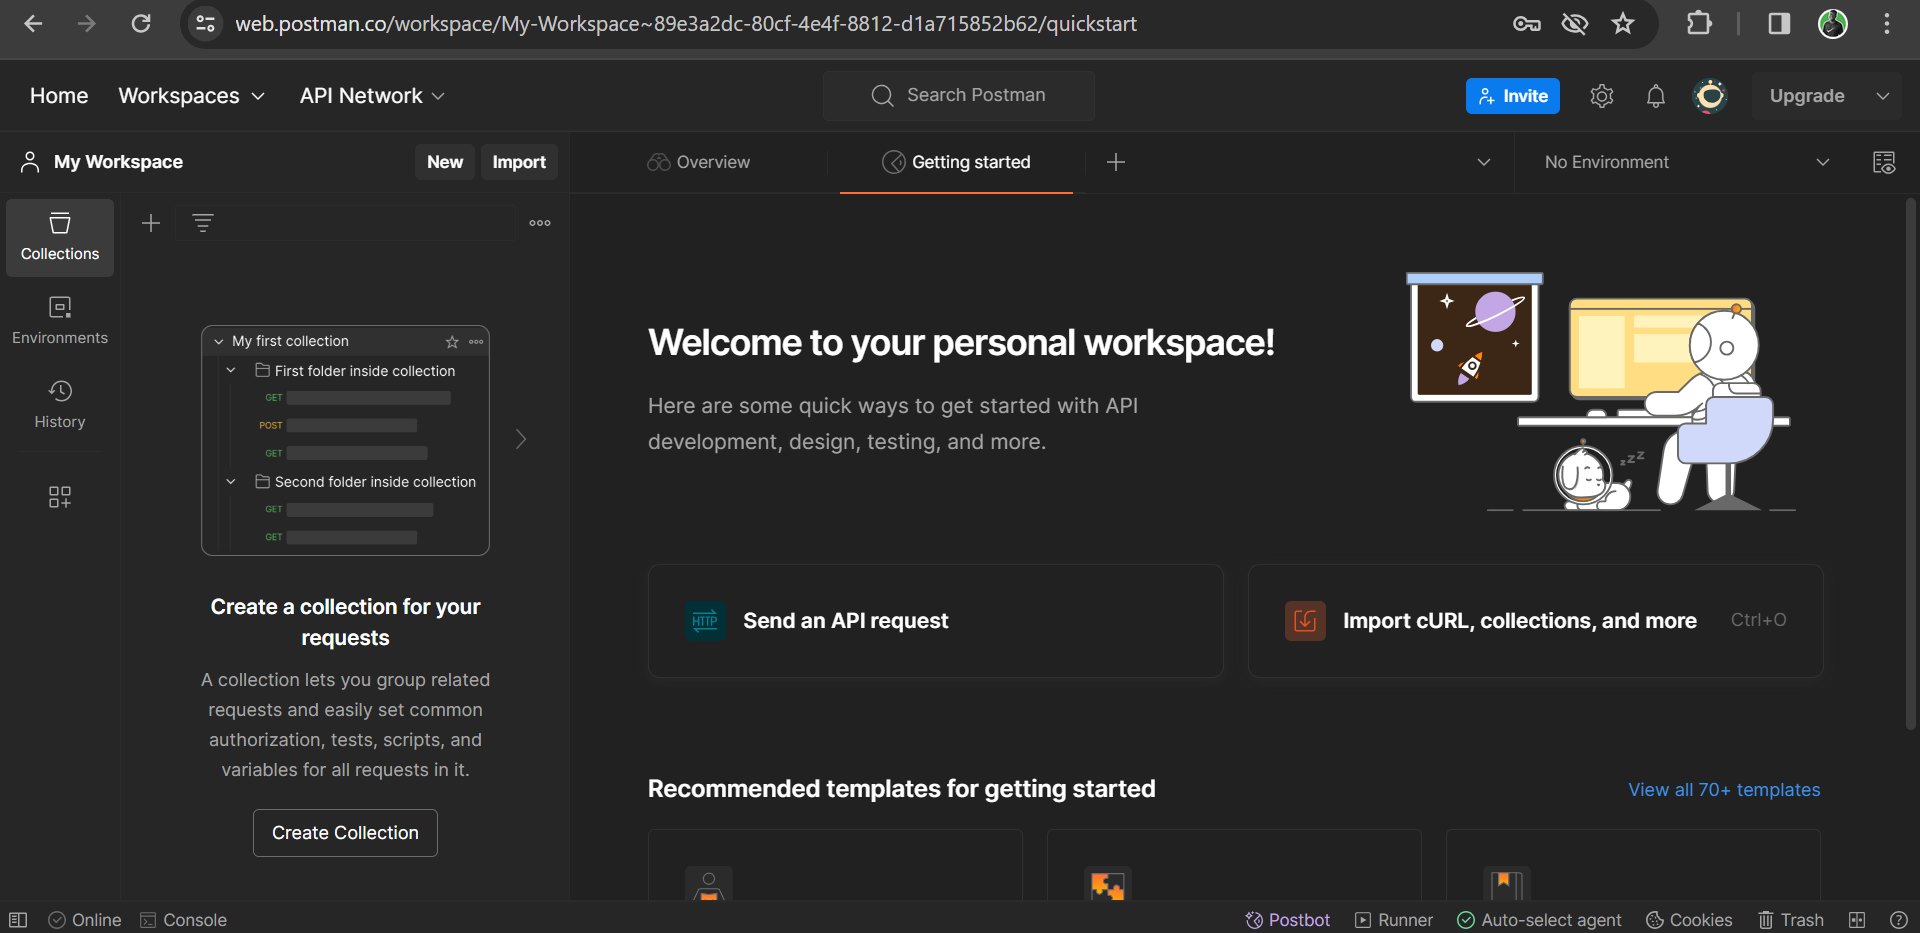 web.postman.co/workspace/My-Workspace~89e3a2dc-80cf-4e4f-8812-d1a715852b62/quickstart
Home Workspaces API Network Search Postman Invite Upgrade
My Workspace New Import Overview Getting started No Environment
Collections
Environments
History
My first collection
First folder inside collection
GET
POST
GET
Second folder inside collection
GET
GET
Create a collection for your
requests
A collection lets you group related
requests and easily set common
authorization, tests, scripts, and
variables for all requests in it.
Create Collection
Welcome to your personal workspace!
Here are some quick ways to get started with API
development, design, testing, and more.
zzZ
HTTP Send an API request
Import cURL, collections, and more Ctrl+O
Recommended templates for getting started View all 70+ templates
Online Console Postbot Runner Auto-select agent Cookies Trash